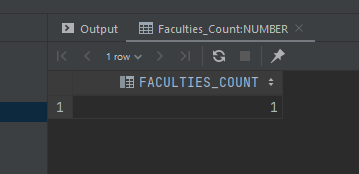 Output
Faculties_Count:NUMBER
1 row
FACULTIES_COUNT
1
1